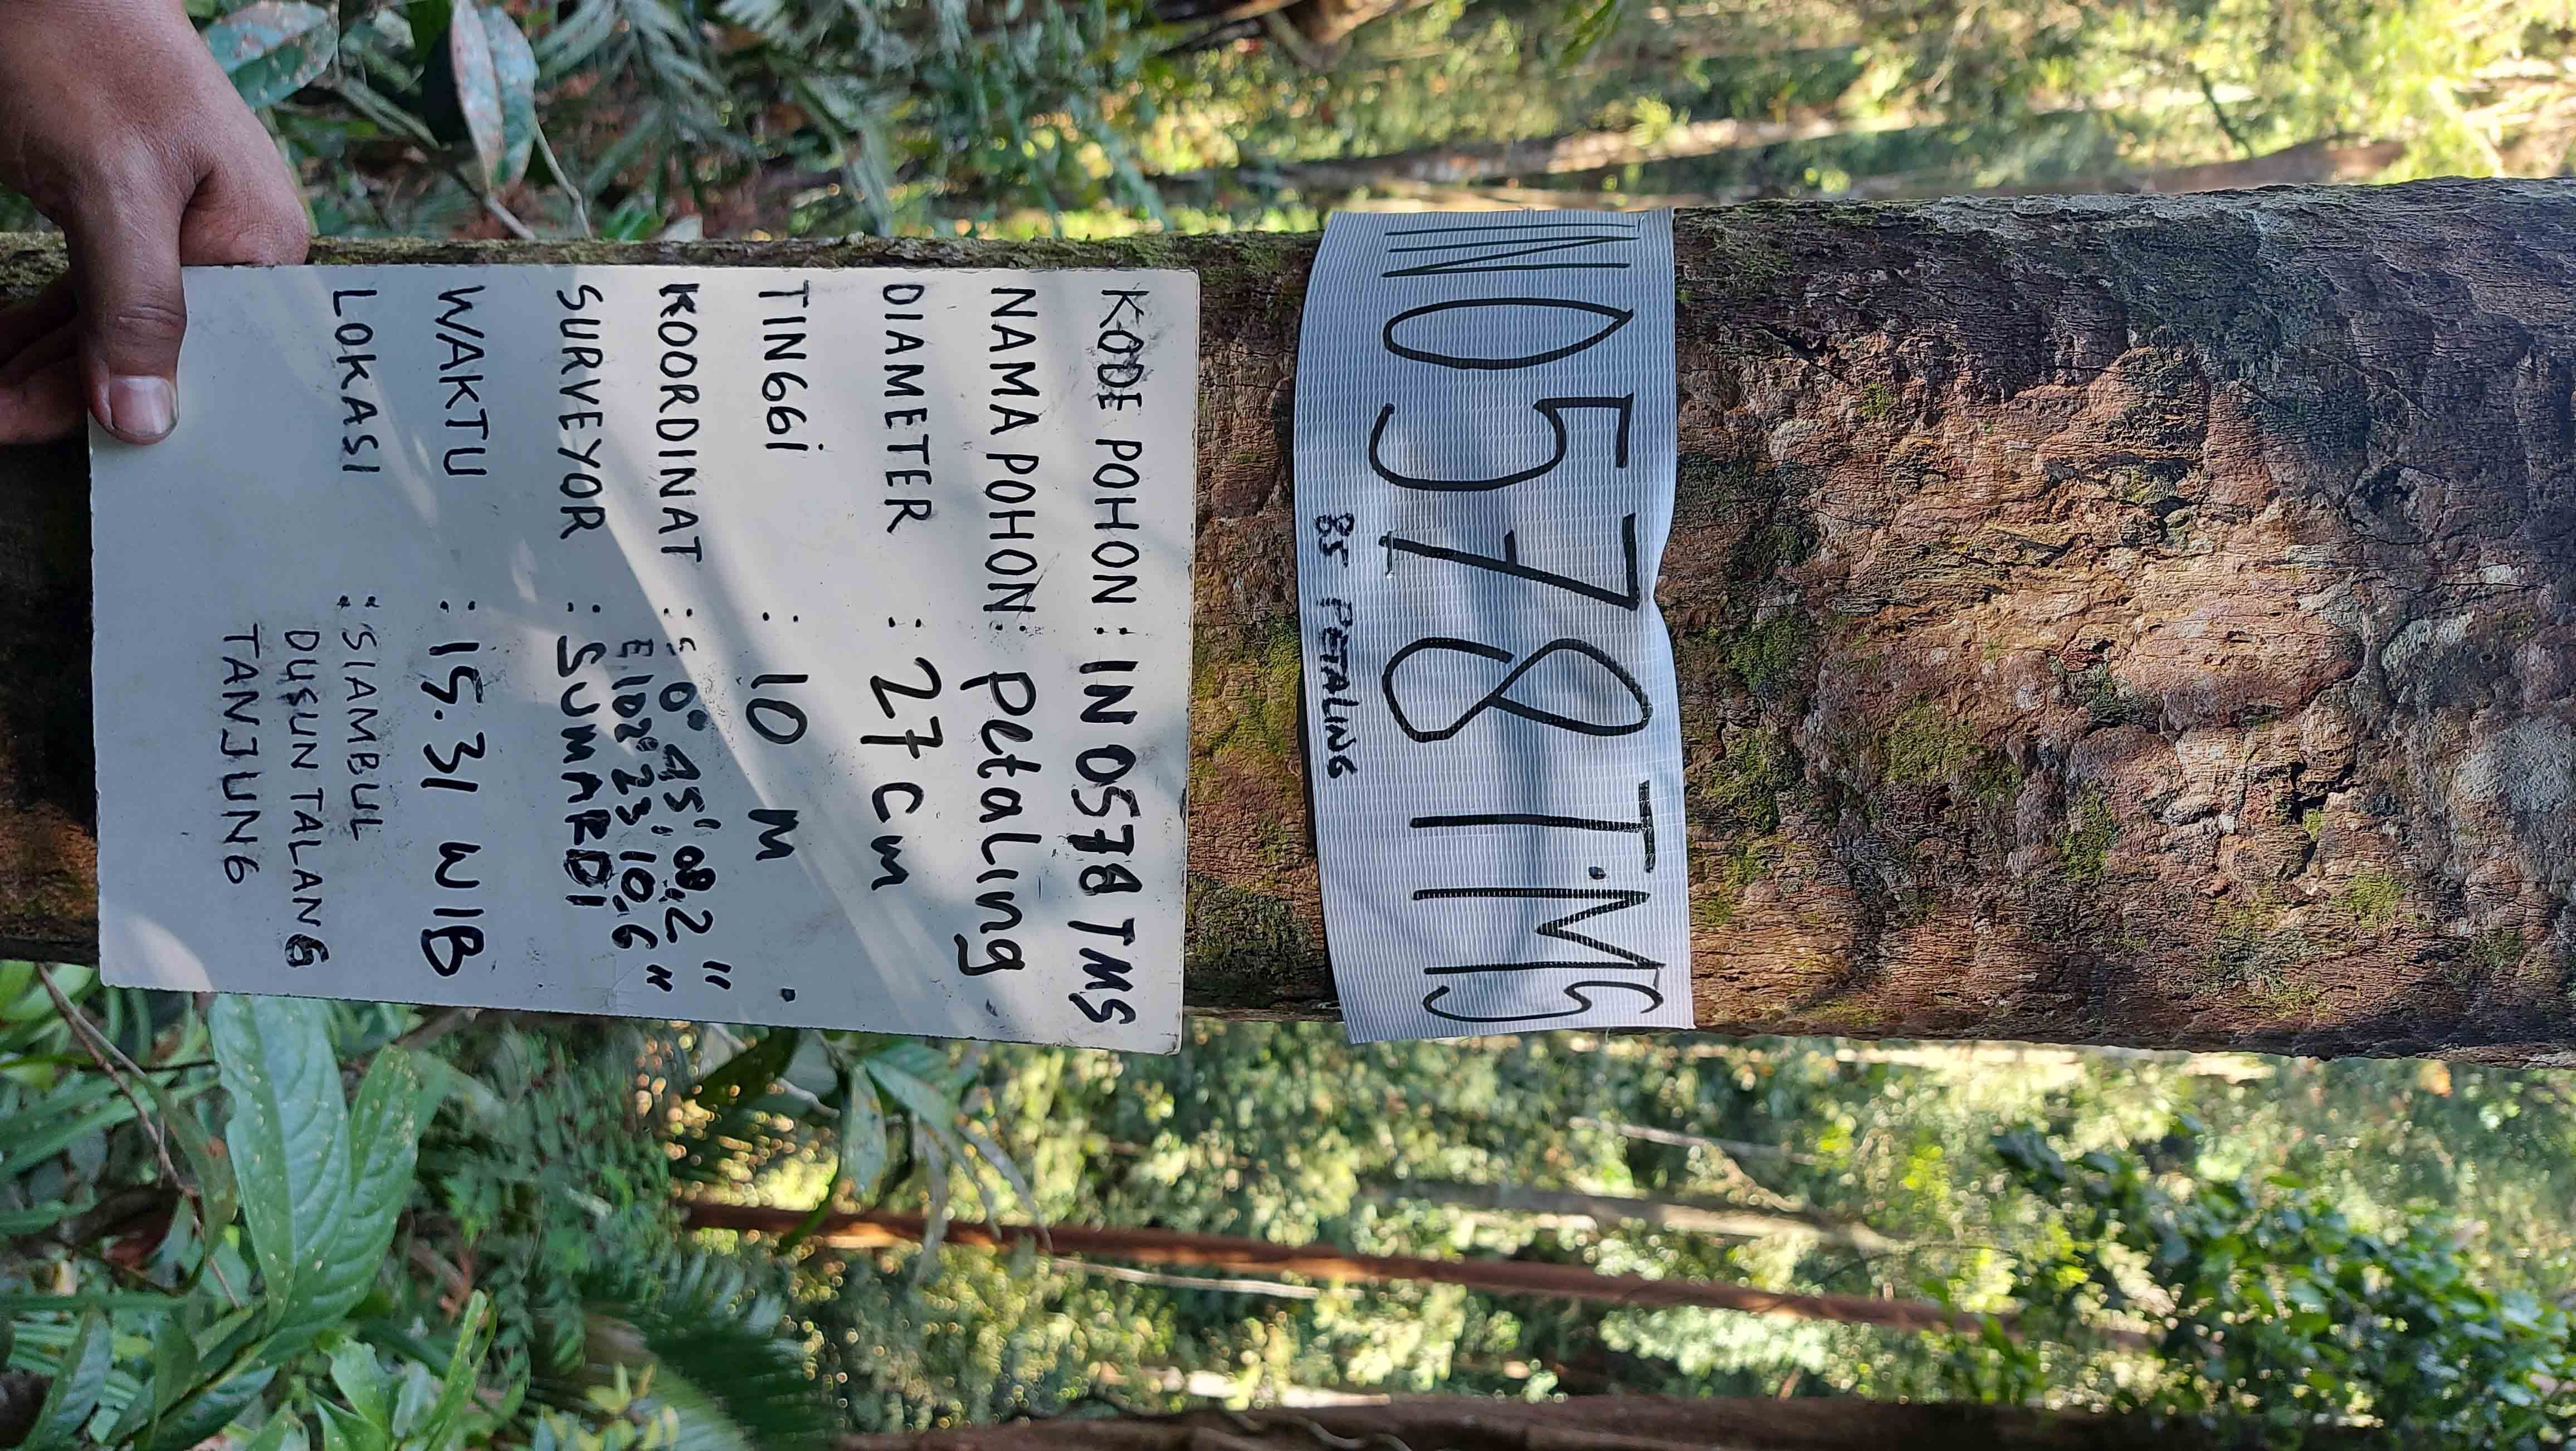 IN0578T.MS
85 PETALING
KODE POHON : IN 0578 TMS
NAMA POHON : petaling
DIAMETER : 27 cm
TINGGi : 10 M
KOORDINAT : S 0° 45' 08,2"
E 102° 23' 10,6"
SURVEYOR : SUMARDi
WAKTU : 15.31 WIB
LOKASI : SIAMBUL
DUSUN TALANG
TANJUNG